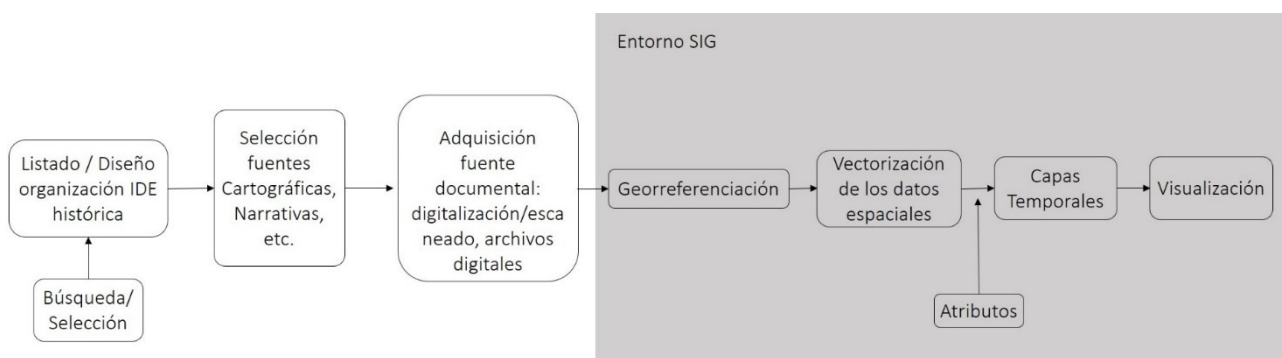 Entorno SIG
Listado / Diseño
organización IDE
histórica
Búsqueda/
Selección
Selección
fuentes
Cartográficas,
Narrativas,
etc.
Adquisición
fuente
documental:
digitalización/esca
neado, archivos
digitales
Georreferenciación
Vectorización
de los datos
espaciales
Atributos
Capas
Temporales
Visualización